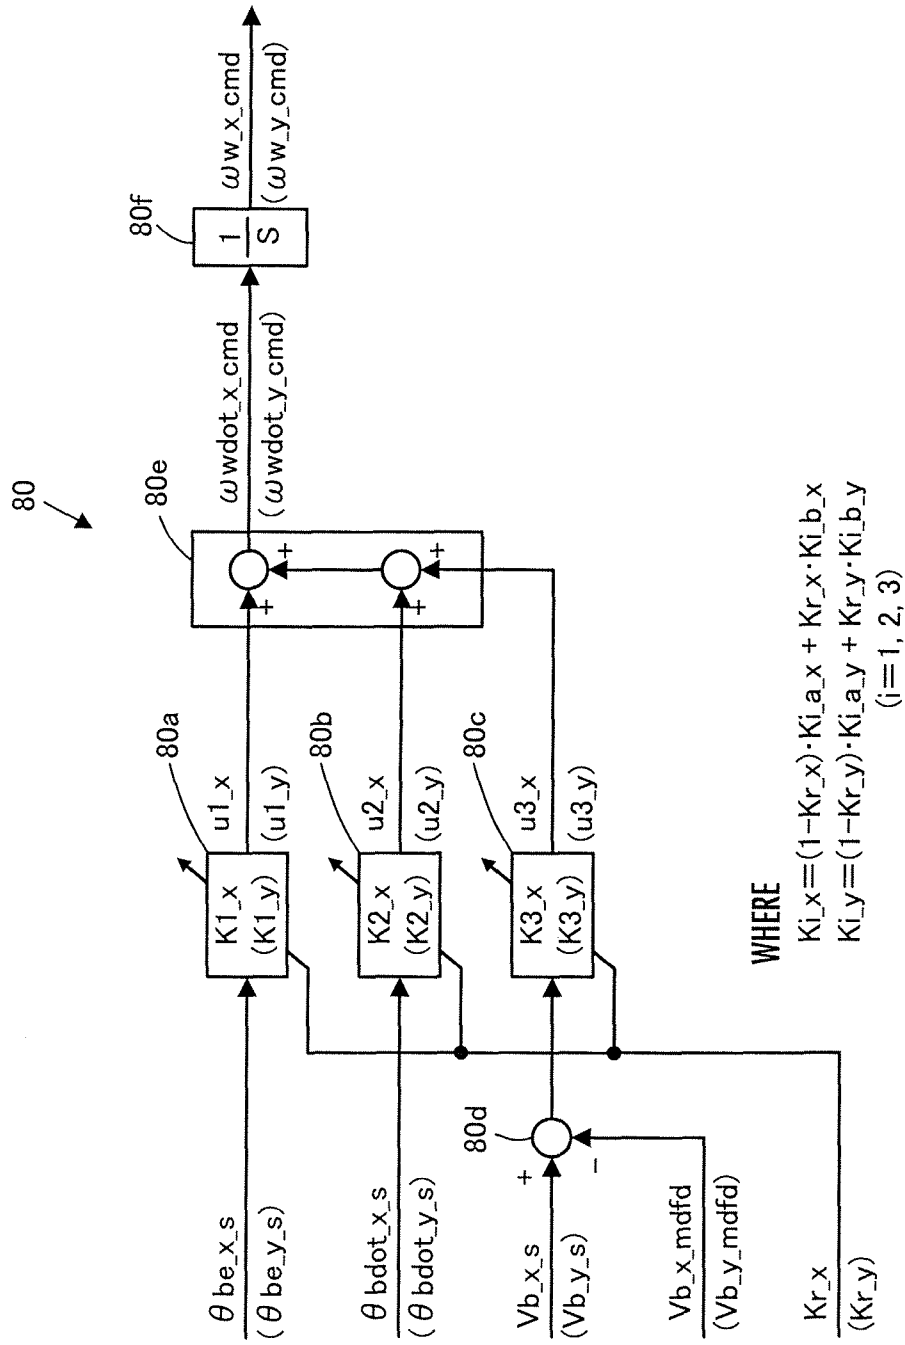 80
θbe_x_s
(θbe_y_s)
K1_x
(K1_y)
80a
u1_x
(u1_y)
θbdot_x_s
(θbdot_y_s)
K2_x
(K2_y)
80b
u2_x
(u2_y)
Vb_x_s
(Vb_y_s)
+
−
80d
Vb_x_mdfd
(Vb_y_mdfd)
K3_x
(K3_y)
80c
u3_x
(u3_y)
Kr_x
(Kr_y)
80e
+
+
+
+
ωwdot_x_cmd
(ωwdot_y_cmd)
80f
1
S
ωw_x_cmd
(ωw_y_cmd)
WHERE
Ki_x=(1−Kr_x)·Ki_a_x + Kr_x·Ki_b_x
Ki_y=(1−Kr_y)·Ki_a_y + Kr_y·Ki_b_y
(i=1, 2, 3)